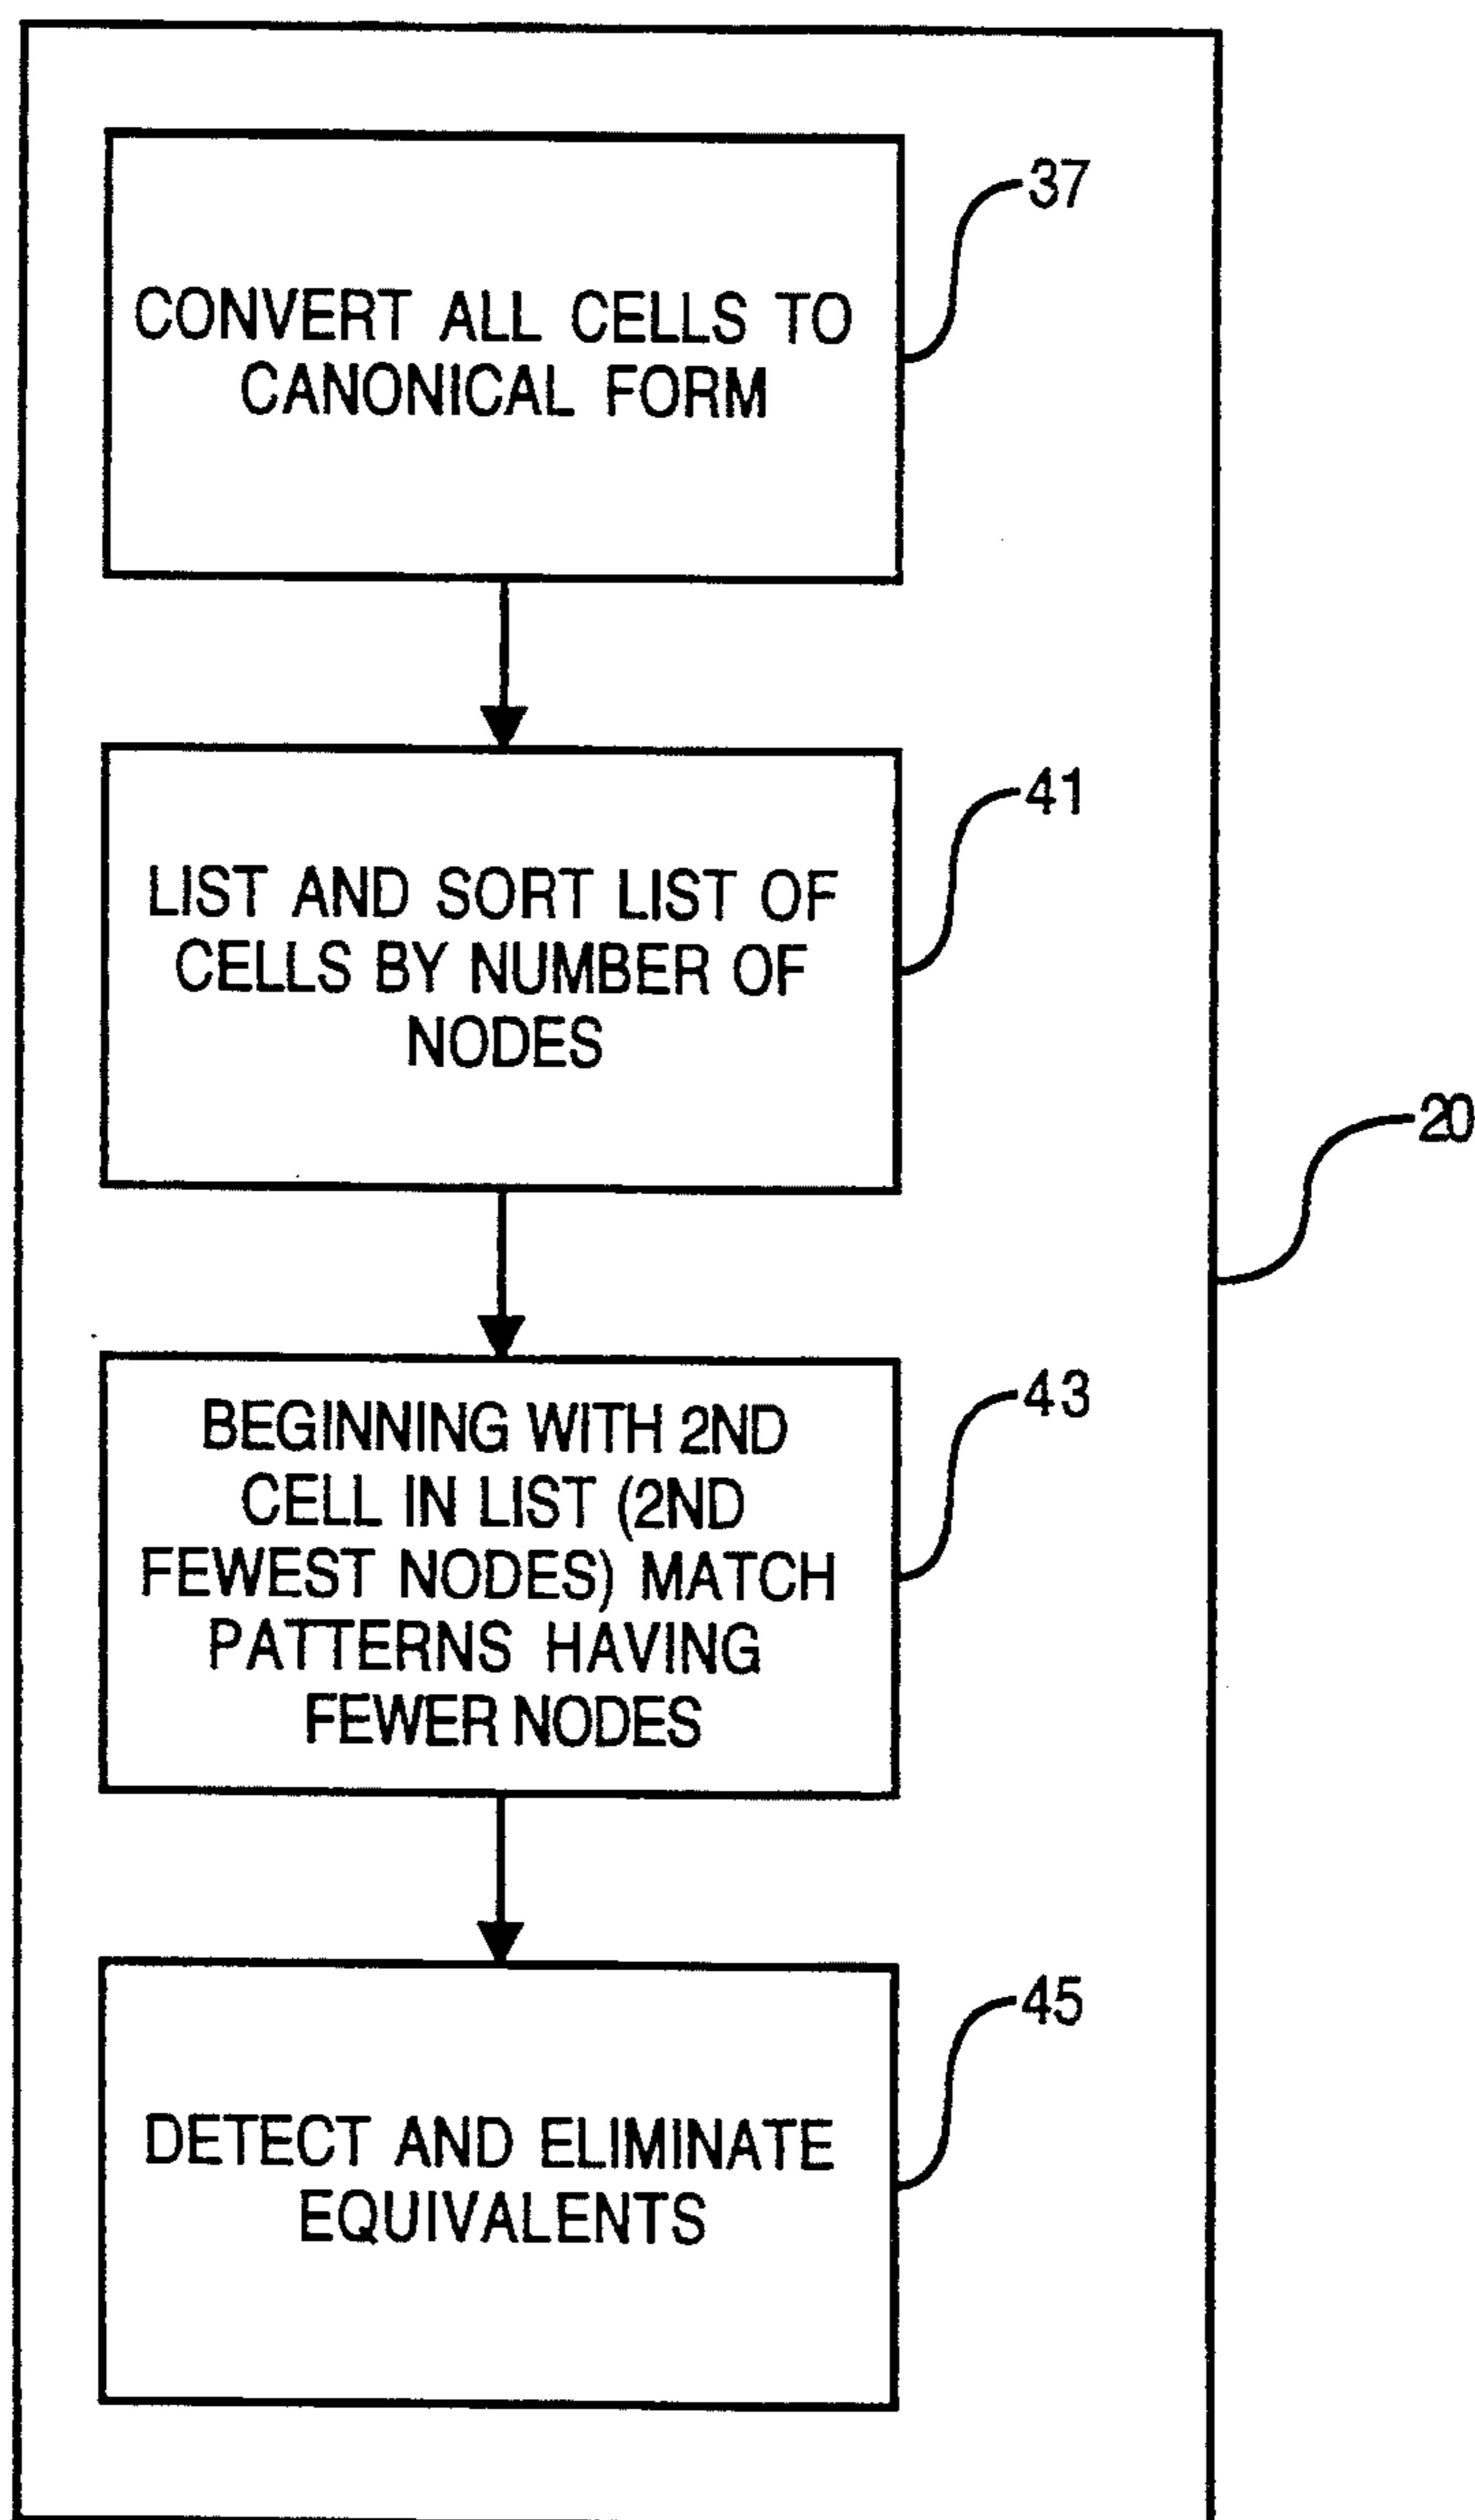 37
CONVERT ALL CELLS TO
CANONICAL FORM
41
LIST AND SORT LIST OF
CELLS BY NUMBER OF
NODES
20
43
BEGINNING WITH 2ND
CELL IN LIST (2ND
FEWEST NODES) MATCH
PATTERNS HAVING
FEWER NODES
45
DETECT AND ELIMINATE
EQUIVALENTS